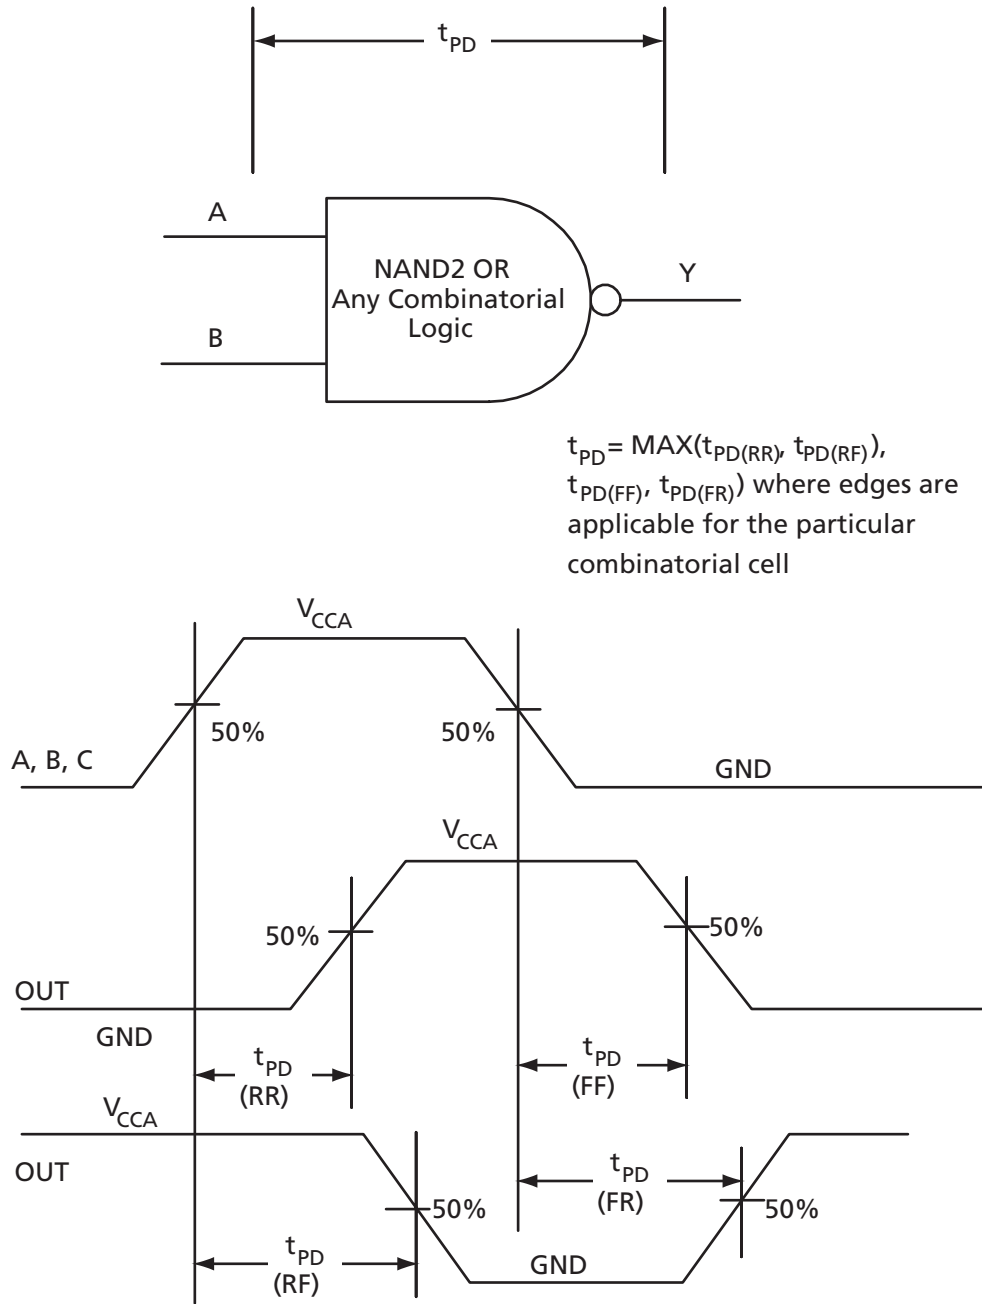 tPD
A
NAND2 OR
Any Combinatorial
Logic
Y
B
tPD= MAX(tPD(RR), tPD(RF)),
tPD(FF), tPD(FR)) where edges are
applicable for the particular
combinatorial cell
VCCA
50%
50%
A, B, C
GND
VCCA
50%
50%
OUT
GND
tPD
(RR)
tPD
(FF)
VCCA
OUT
tPD
(FR)
50%
50%
tPD
(RF)
GND